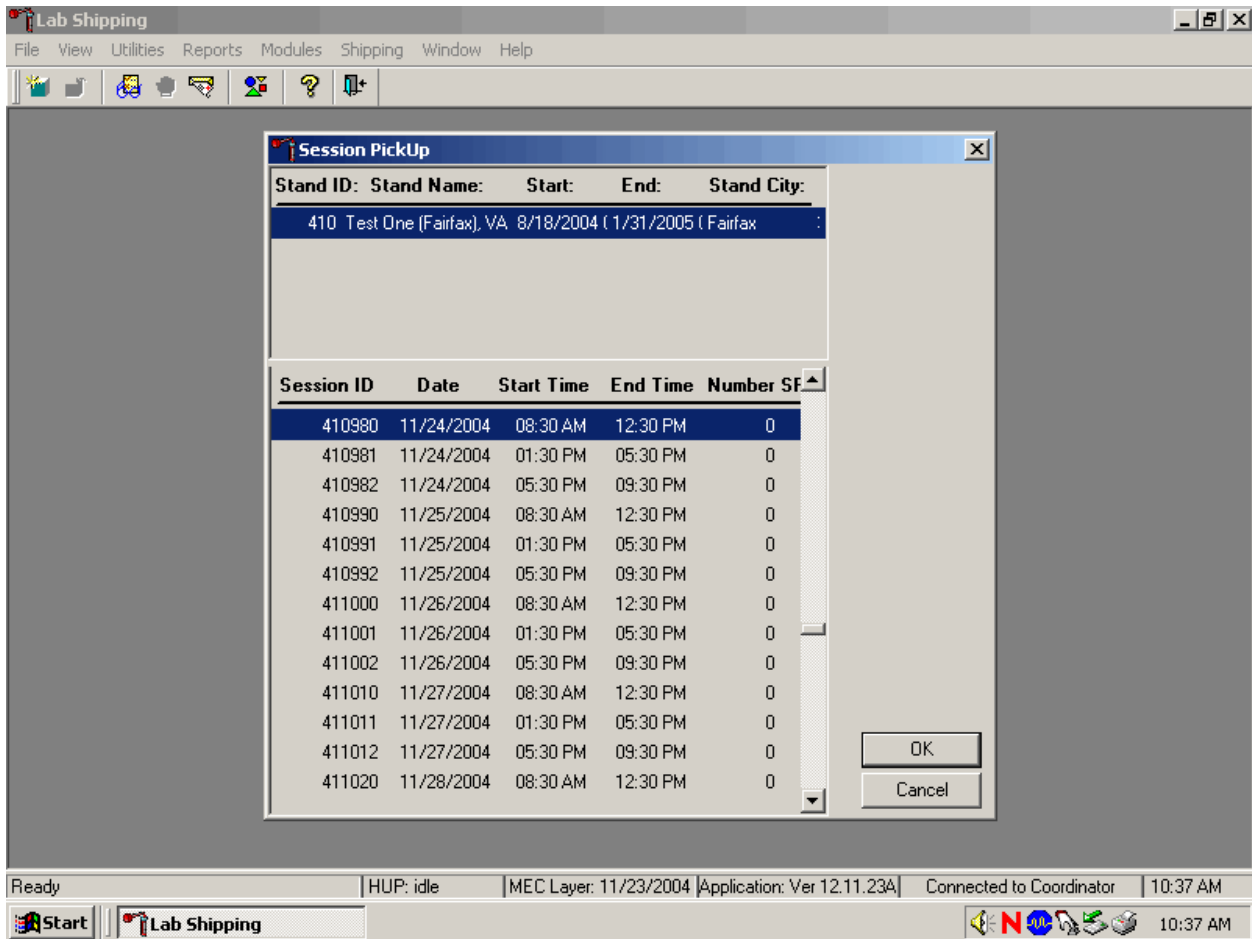 Lab Shipping
File View Utilities Reports Modules Shipping Window Help
Session PickUp
Stand ID: Stand Name: Start: End: Stand City:
410 Test One (Fairfax), VA 8/18/2004 ( 1/31/2005 ( Fairfax
Session ID Date Start Time End Time Number SF
410980 11/24/2004 08:30 AM 12:30 PM 0
410981 11/24/2004 01:30 PM 05:30 PM 0
410982 11/24/2004 05:30 PM 09:30 PM 0
410990 11/25/2004 08:30 AM 12:30 PM 0
410991 11/25/2004 01:30 PM 05:30 PM 0
410992 11/25/2004 05:30 PM 09:30 PM 0
411000 11/26/2004 08:30 AM 12:30 PM 0
411001 11/26/2004 01:30 PM 05:30 PM 0
411002 11/26/2004 05:30 PM 09:30 PM 0
411010 11/27/2004 08:30 AM 12:30 PM 0
411011 11/27/2004 01:30 PM 05:30 PM 0
411012 11/27/2004 05:30 PM 09:30 PM 0
411020 11/28/2004 08:30 AM 12:30 PM 0
OK
Cancel
Ready HUP: idle MEC Layer: 11/23/2004 Application: Ver 12.11.23A Connected to Coordinator 10:37 AM
Start Lab Shipping N 10:37 AM